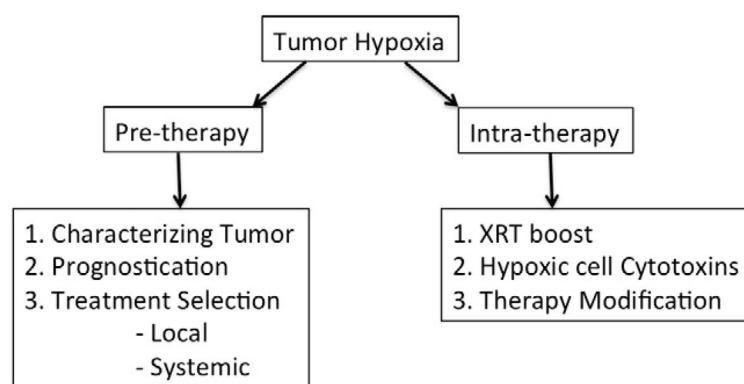 Tumor Hypoxia
Pre-therapy
Intra-therapy
1. Characterizing Tumor
2. Prognostication
3. Treatment Selection
- Local
- Systemic
1. XRT boost
2. Hypoxic cell Cytotoxins
3. Therapy Modification